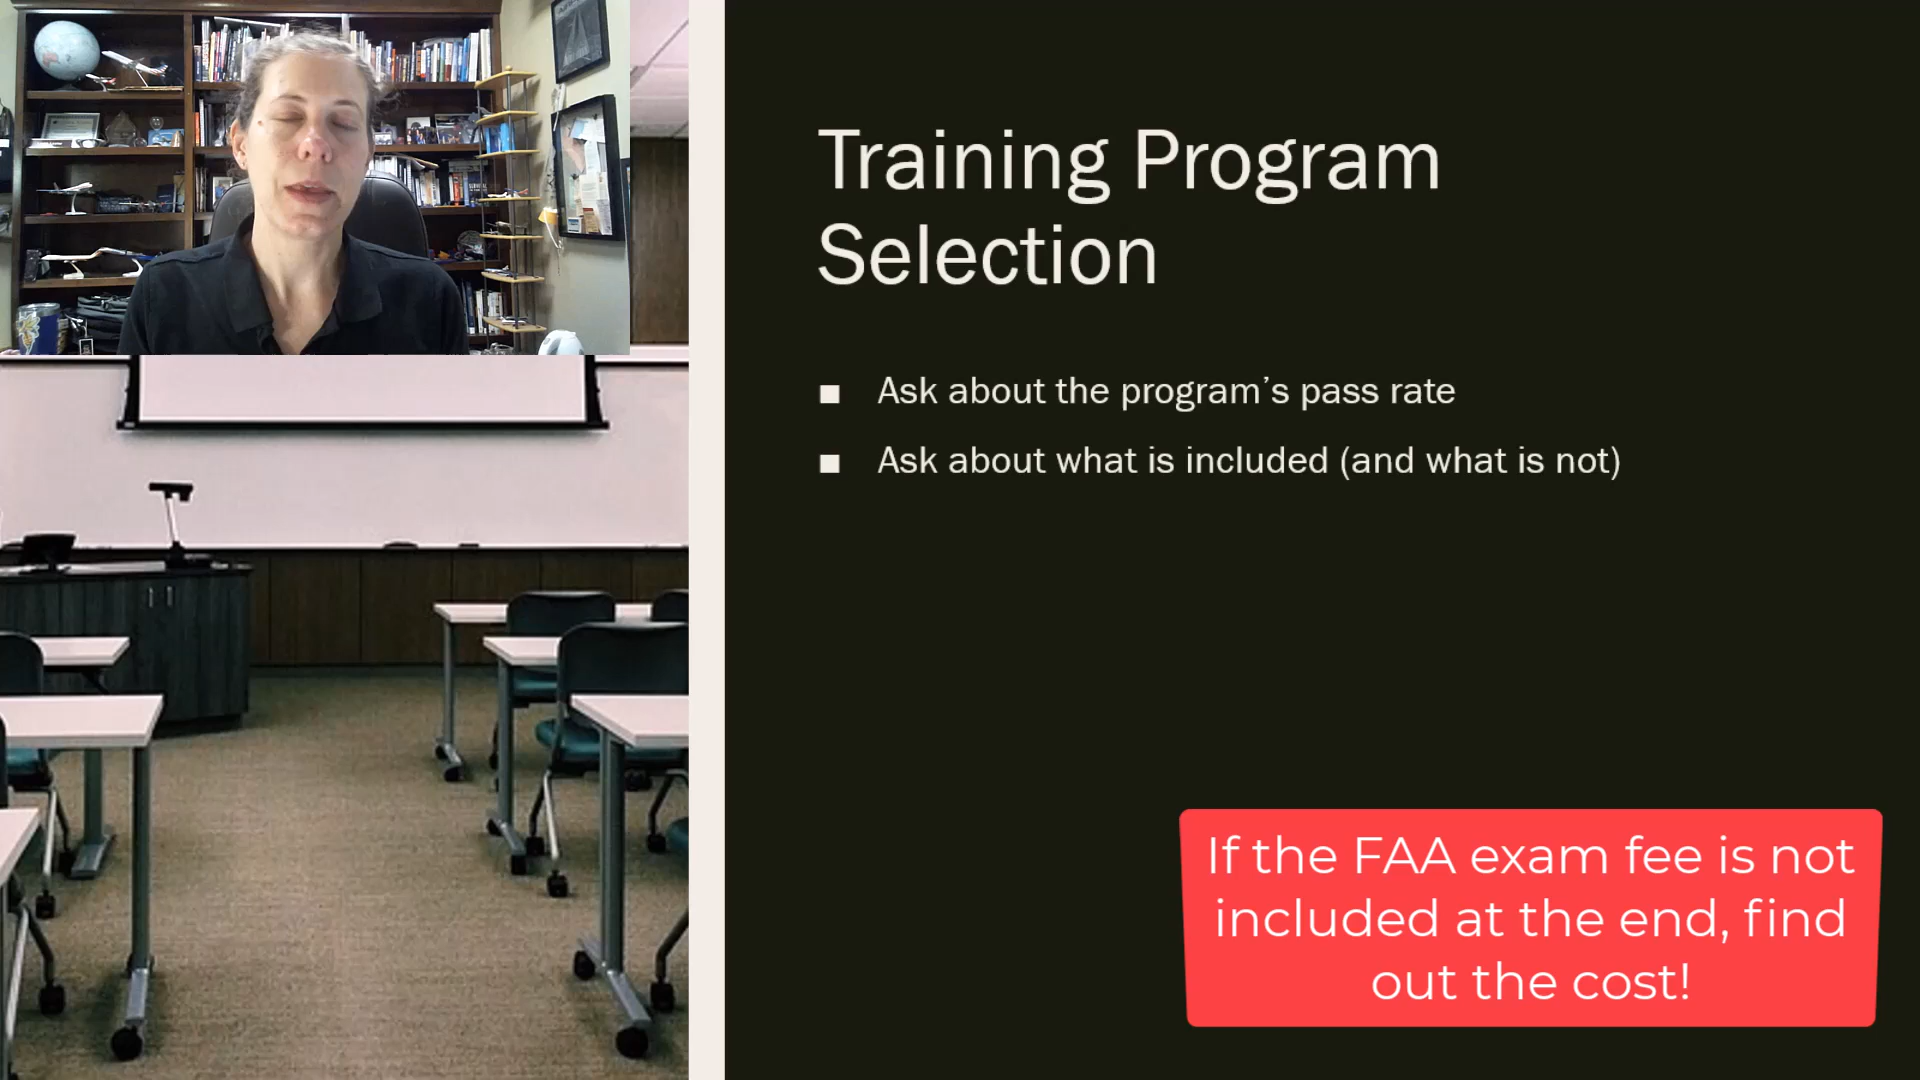 Training Program
Selection
Ask about the program's pass rate
Ask about what is included (and what is not)
If the FAA exam fee is not
included at the end, find
out the cost!